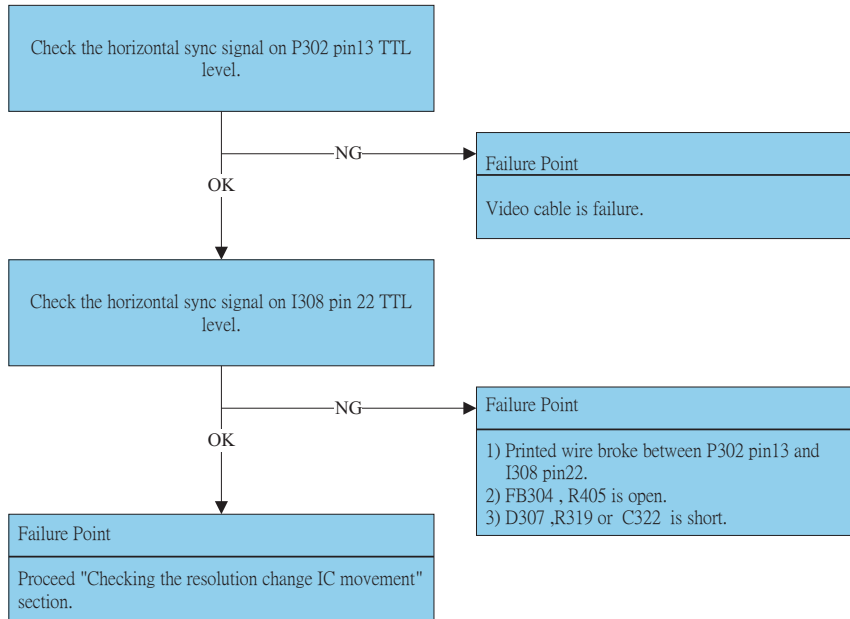 Check the horizontal sync signal on P302 pin13 TTL
level.
NG
Failure Point
Video cable is failure.
OK
Check the horizontal sync signal on I308 pin 22 TTL
level.
NG
Failure Point
1) Printed wire broke between P302 pin13 and
I308 pin22.
2) FB304 , R405 is open.
3) D307 ,R319 or C322 is short.
OK
Failure Point
Proceed "Checking the resolution change IC movement"
section.